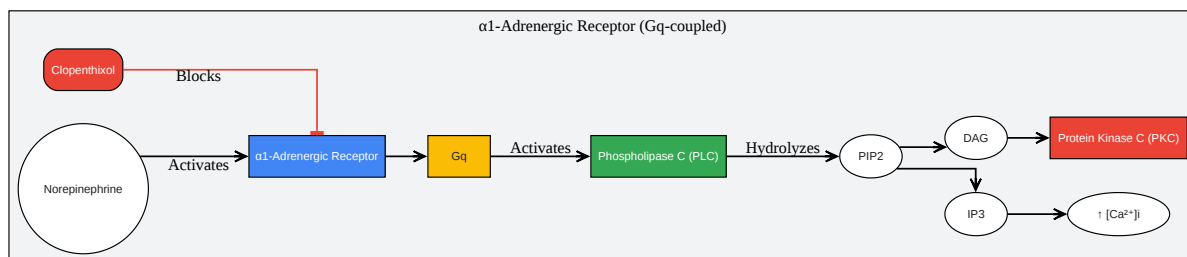 α1-Adrenergic Receptor (Gq-coupled)
Clopenthixol
Blocks
Norepinephrine
Activates
α1-Adrenergic Receptor
Gq
Activates
Phospholipase C (PLC)
Hydrolyzes
PIP2
DAG
Protein Kinase C (PKC)
IP3
↑ [Ca²⁺]i